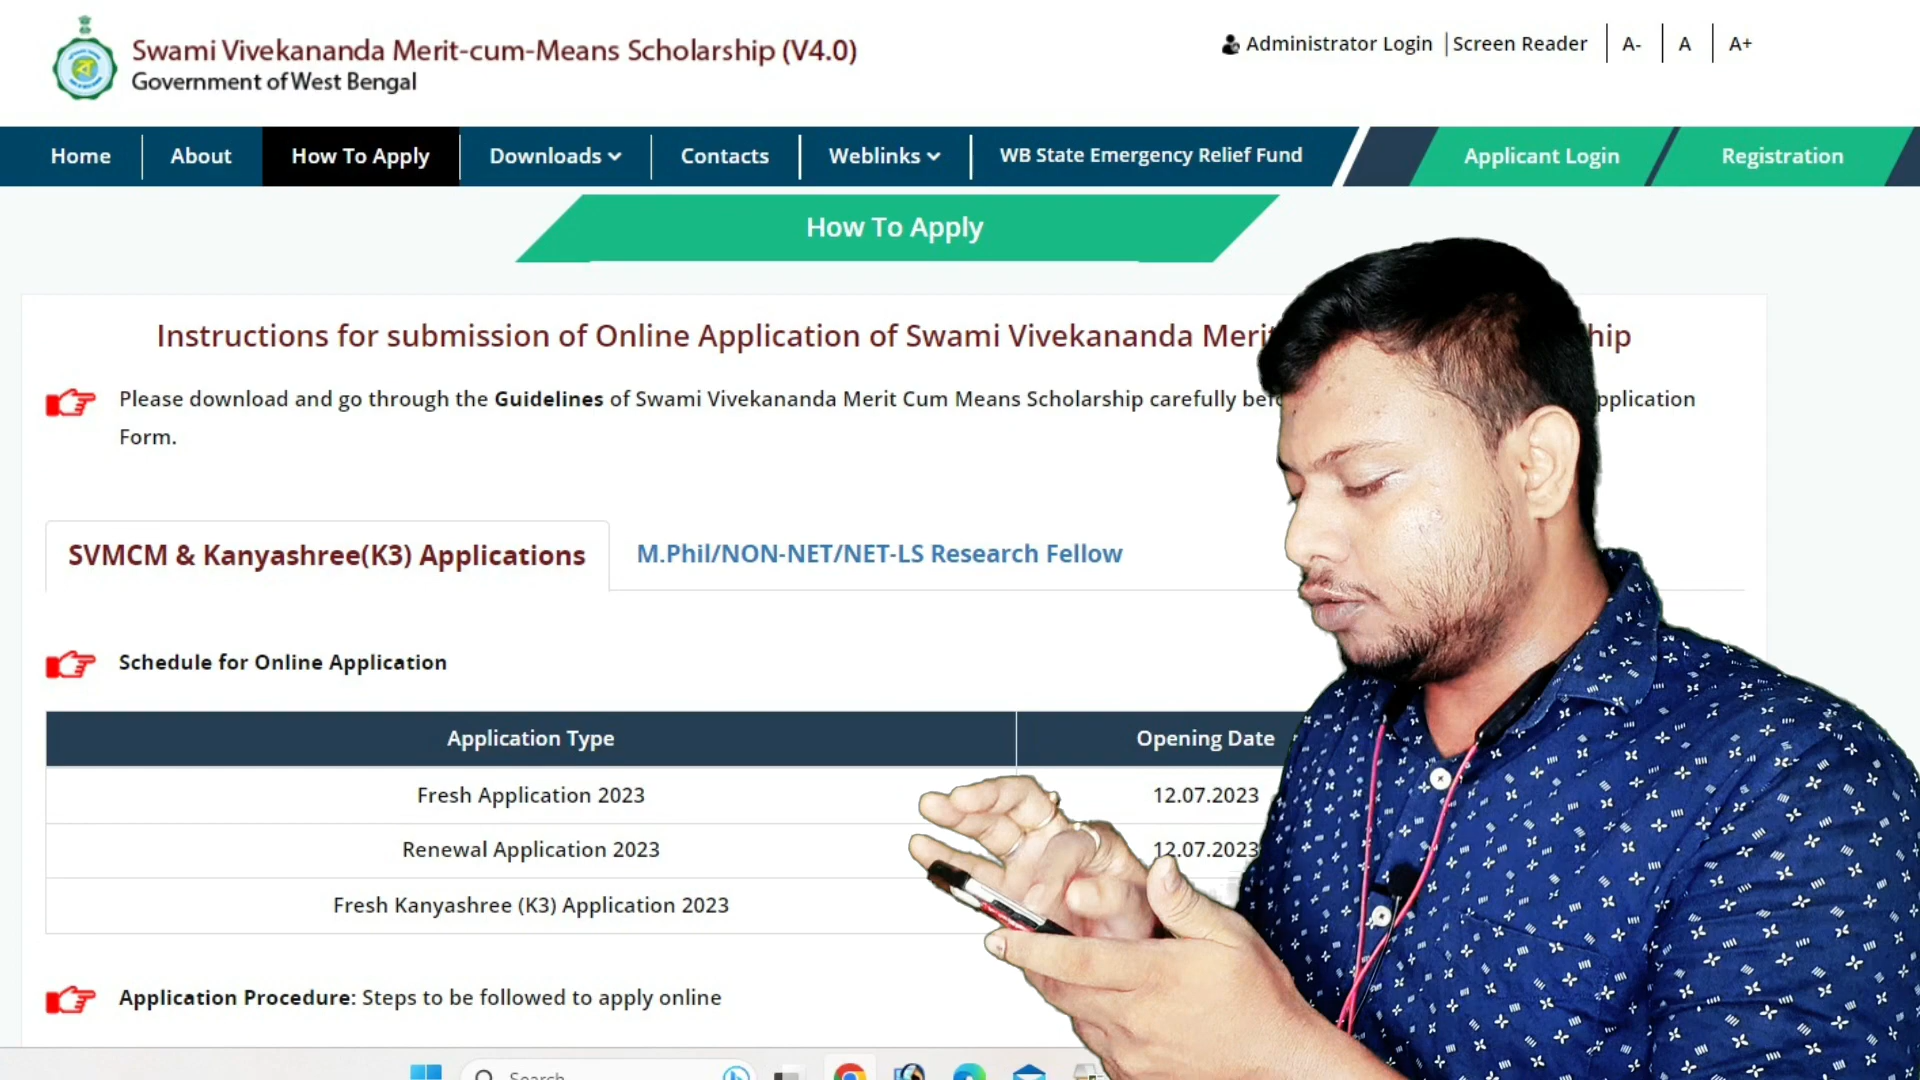 Swami Vivekananda Merit-cum-Means Scholarship (V4.0)
Government of West Bengal
Administrator Login | Screen Reader | A- | A | A+
Home About How To Apply Downloads Contacts Weblinks WB State Emergency Relief Fund Applicant Login Registration
How To Apply
Instructions for submission of Online Application of Swami Vivekananda
Please download and go through the Guidelines of Swami Vivekananda Merit Cum Means Scholarship carefully
Form.
SVMCM & Kanyashree(K3) Applications M.Phil/NON-NET/NET-LS Research Fellow
Schedule for Online Application
Application Type Opening Date
Fresh Application 2023 12.07.2023
Renewal Application 2023 12.07.2023
Fresh Kanyashree (K3) Application 2023
Application Procedure: Steps to be followed to apply online
Search